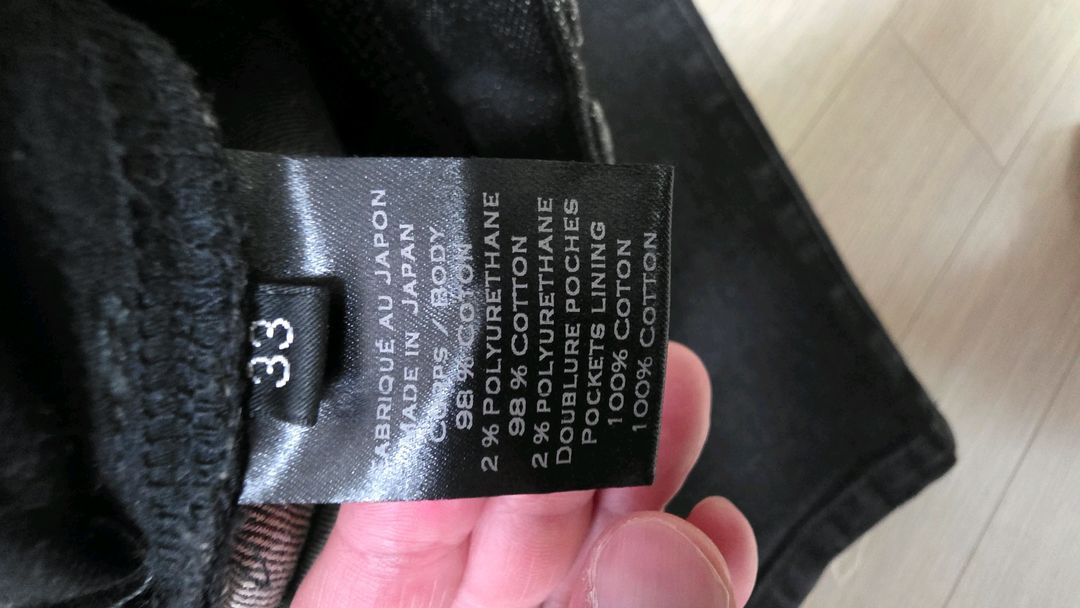 33
FABRIQUÉ AU JAPON
MADE IN JAPAN
CORPS / BODY
98 % COTON
2 % POLYURETHANE
98 % COTTON
2 % POLYURETHANE
DOUBLURE POCHES
POCKETS LINING
100% COTON
100% COTTON